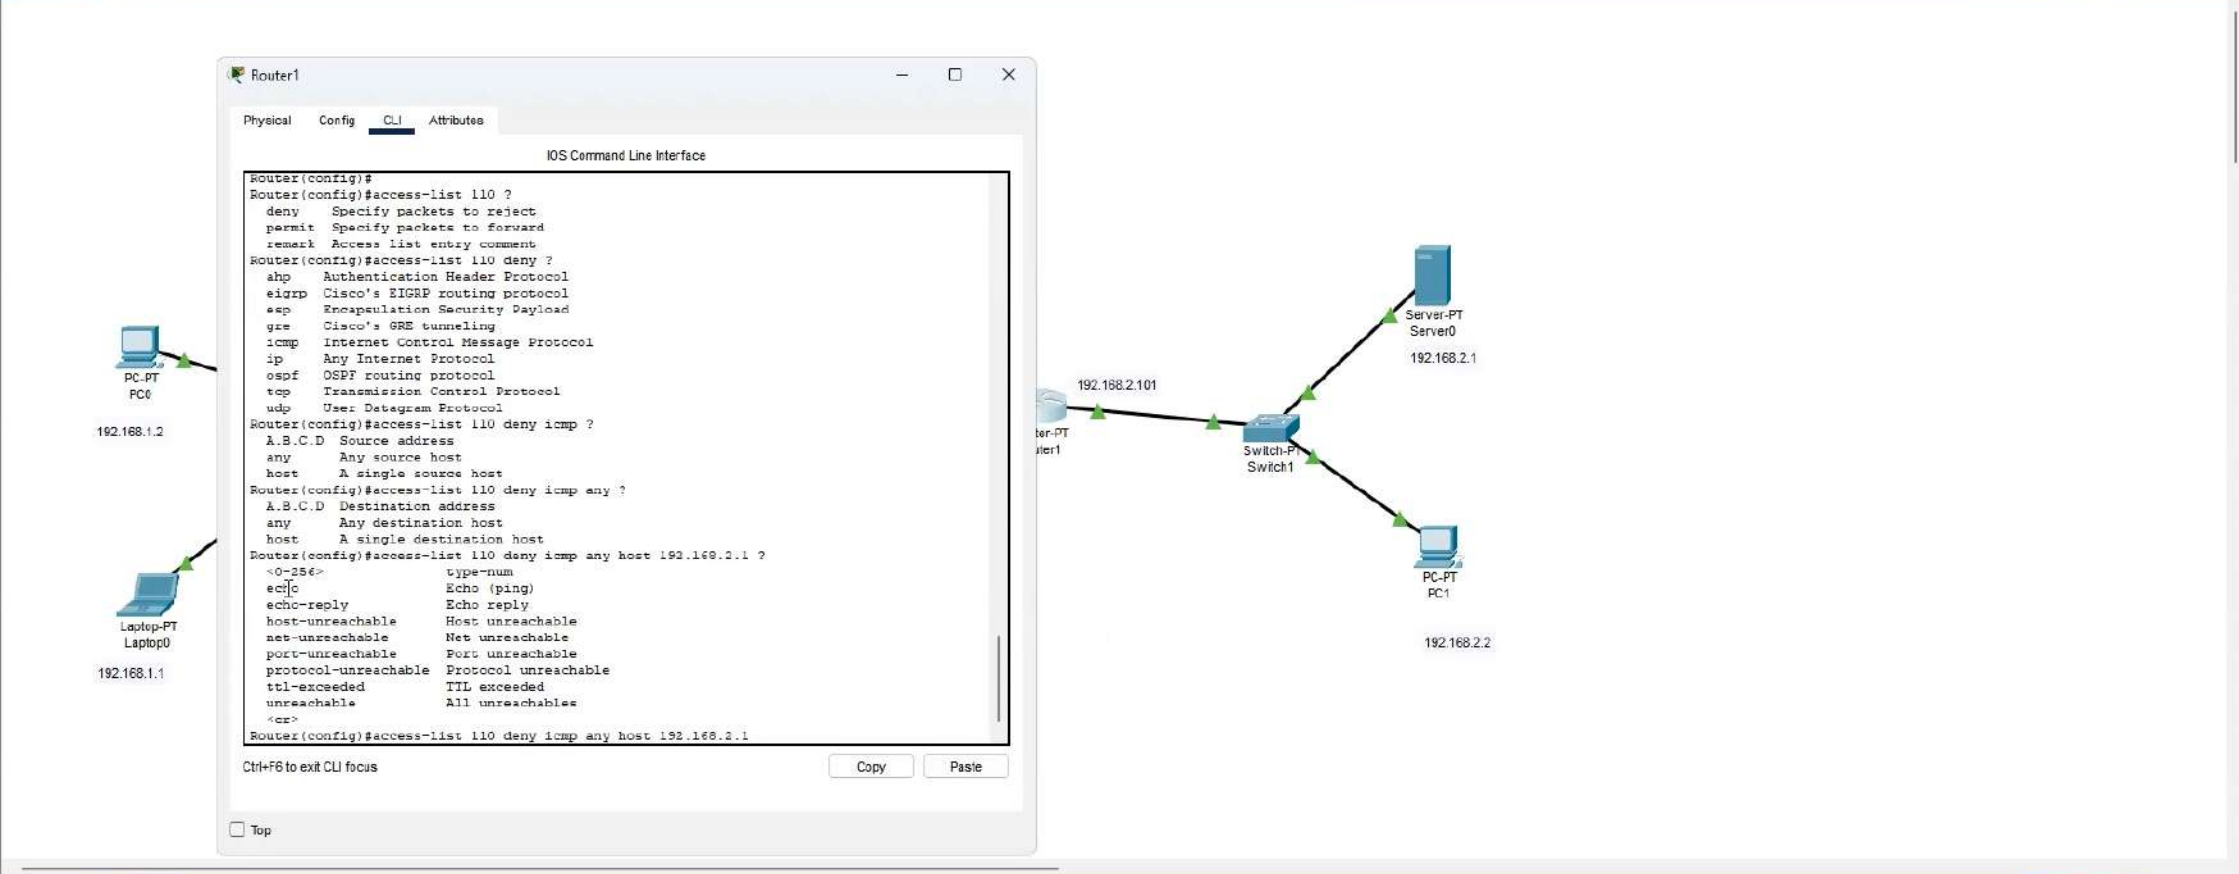 Router1
Physical Config CLI Attributes
IOS Command Line Interface
Router(config)#
Router(config)#access-list 110 ?
deny Specify packets to reject
permit Specify packets to forward
remark Access list entry comment
Router(config)#access-list 110 deny ?
ahp Authentication Header Protocol
eigrp Cisco's EIGRP routing protocol
esp Encapsulation Security Payload
gre Cisco's GRE tunneling
icmp Internet Control Message Protocol
ip Any Internet Protocol
ospf OSPF routing protocol
tcp Transmission Control Protocol
udp User Datagram Protocol
Router(config)#access-list 110 deny icmp ?
A.B.C.D Source address
any Any source host
host A single source host
Router(config)#access-list 110 deny icmp any ?
A.B.C.D Destination address
any Any destination host
host A single destination host
Router(config)#access-list 110 deny icmp any host 192.168.2.1 ?
<0-256> type-num
echo Echo (ping)
echo-reply Echo reply
host-unreachable Host unreachable
net-unreachable Net unreachable
port-unreachable Port unreachable
protocol-unreachable Protocol unreachable
ttl-exceeded TTL exceeded
unreachable All unreachables
<cr>
Router(config)#access-list 110 deny icmp any host 192.168.2.1
Ctrl+F6 to exit CLI focus
Copy
Paste
Top
PC-PT
PC0
192.168.1.2
Laptop-PT
Laptop0
192.168.1.1
192.168.2.101
ter-PT
uter1
Switch-PT
Switch1
Server-PT
Server0
192.168.2.1
PC-PT
PC1
192.168.2.2